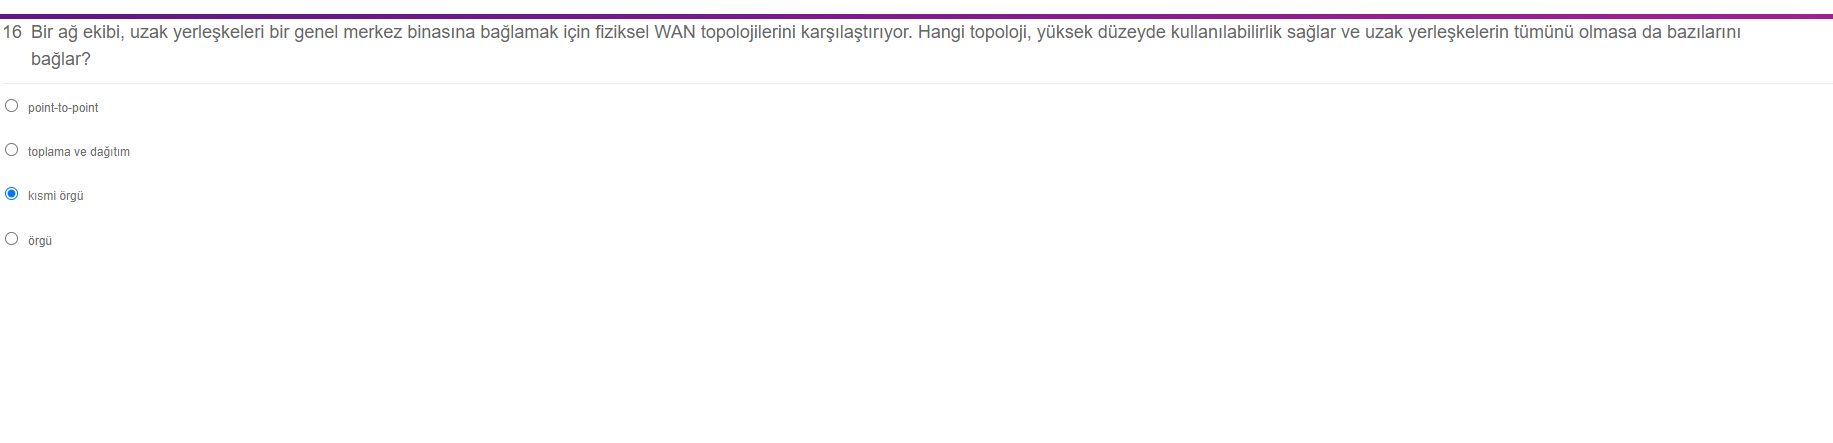 16 Bir ağ ekibi, uzak yerleşkeleri bir genel merkez binasına bağlamak için fiziksel WAN topolojilerini karşılaştırıyor. Hangi topoloji, yüksek düzeyde kullanılabilirlik sağlar ve uzak yerleşkelerin tümünü olmasa da bazılarını
bağlar?
point-to-point
toplama ve dağıtım
kısmi örgü
örgü